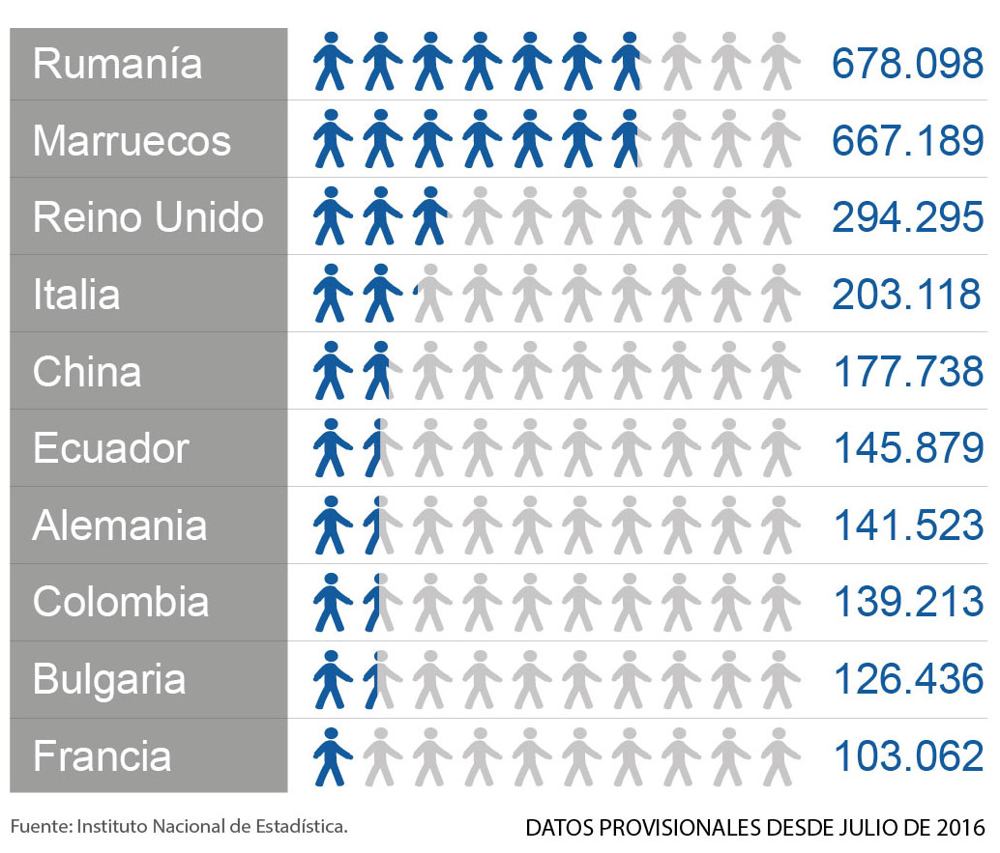 Rumanía 678.098
Marruecos 667.189
Reino Unido 294.295
Italia 203.118
China 177.738
Ecuador 145.879
Alemania 141.523
Colombia 139.213
Bulgaria 126.436
Francia 103.062
Fuente: Instituto Nacional de Estadística. DATOS PROVISIONALES DESDE JULIO DE 2016